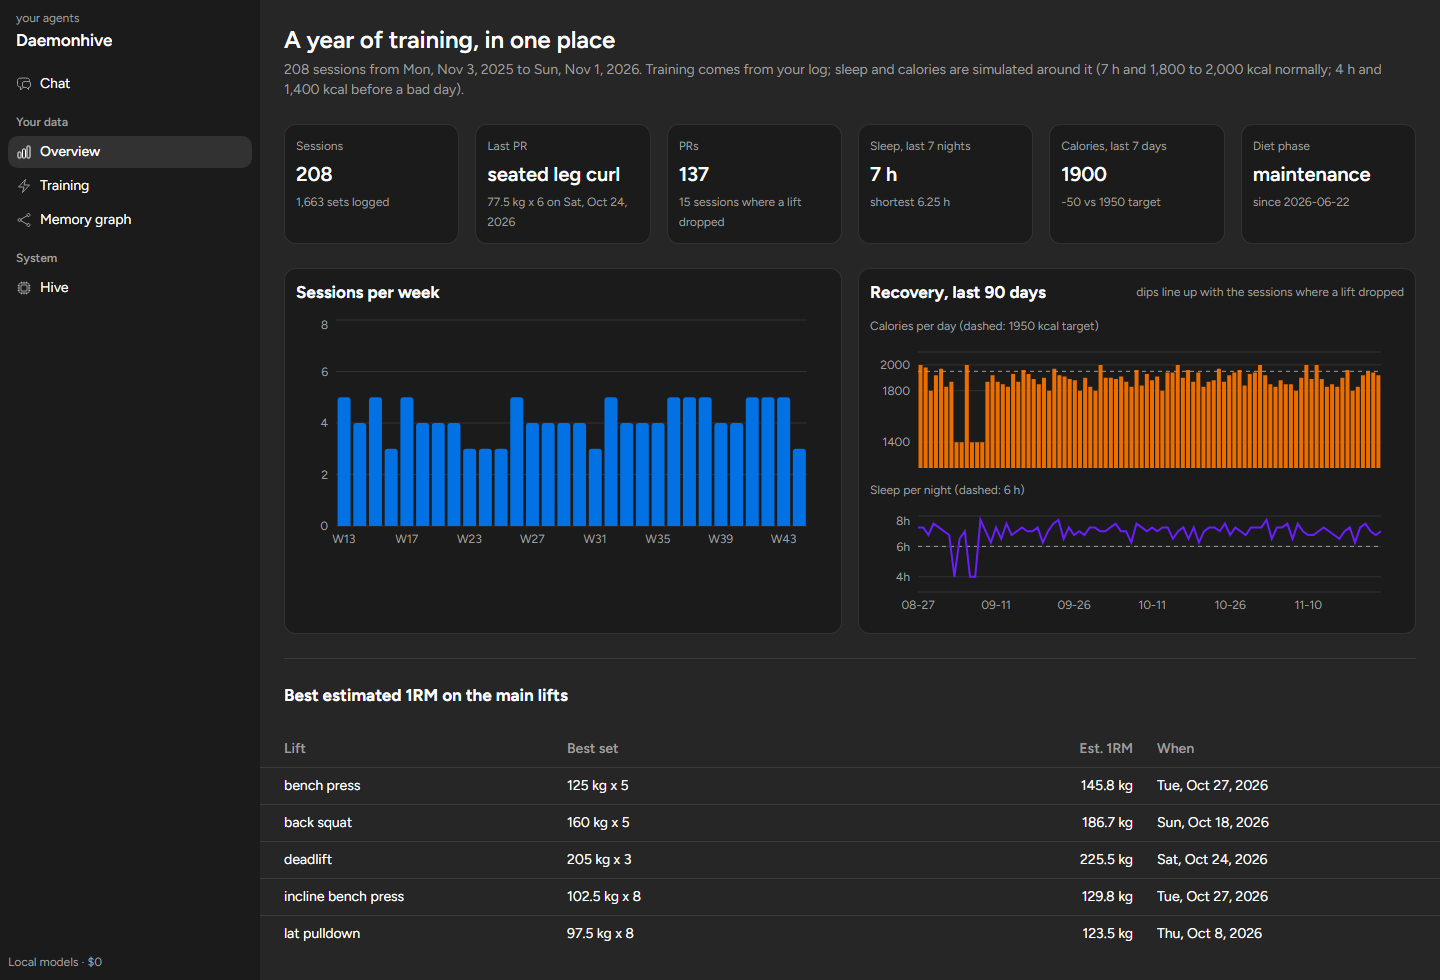 your agents
Daemonhive
Chat
Your data
Overview
Training
Memory graph
System
Hive
Local models · $0
A year of training, in one place
208 sessions from Mon, Nov 3, 2025 to Sun, Nov 1, 2026. Training comes from your log; sleep and calories are simulated around it (7 h and 1,800 to 2,000 kcal normally; 4 h and
1,400 kcal before a bad day).
Sessions
208
1,663 sets logged
Last PR
seated leg curl
77.5 kg x 6 on Sat, Oct 24,
2026
PRs
137
15 sessions where a lift
dropped
Sleep, last 7 nights
7 h
shortest 6.25 h
Calories, last 7 days
1900
-50 vs 1950 target
Diet phase
maintenance
since 2026-06-22
Sessions per week
8
6
4
2
0
W13 W17 W23 W27 W31 W35 W39 W43
Recovery, last 90 days
dips line up with the sessions where a lift dropped
Calories per day (dashed: 1950 kcal target)
2000
1800
1400
Sleep per night (dashed: 6 h)
8h
6h
4h
08-27 09-11 09-26 10-11 10-26 11-10
Best estimated 1RM on the main lifts
Lift Best set Est. 1RM When
bench press 125 kg x 5 145.8 kg Tue, Oct 27, 2026
back squat 160 kg x 5 186.7 kg Sun, Oct 18, 2026
deadlift 205 kg x 3 225.5 kg Sat, Oct 24, 2026
incline bench press 102.5 kg x 8 129.8 kg Tue, Oct 27, 2026
lat pulldown 97.5 kg x 8 123.5 kg Thu, Oct 8, 2026